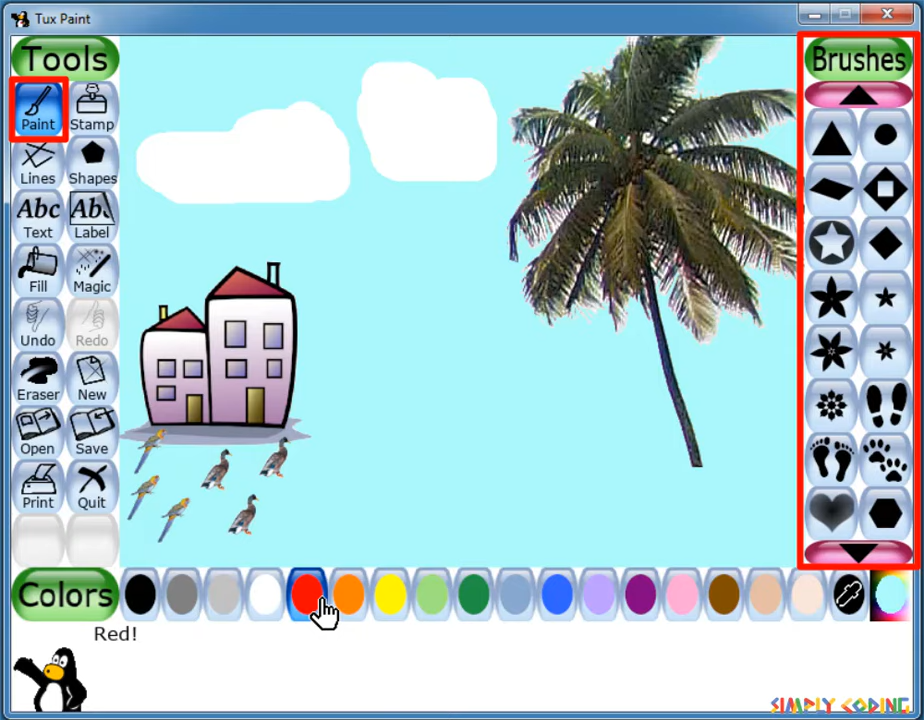 Tux Paint
Tools
Brushes
Paint
Stamp
Lines
Shapes
Abc
Abc
Text
Label
Fill
Magic
Undo
Redo
Eraser
New
Open
Save
Print
Quit
Colors
Red!
SIMPLY CODING